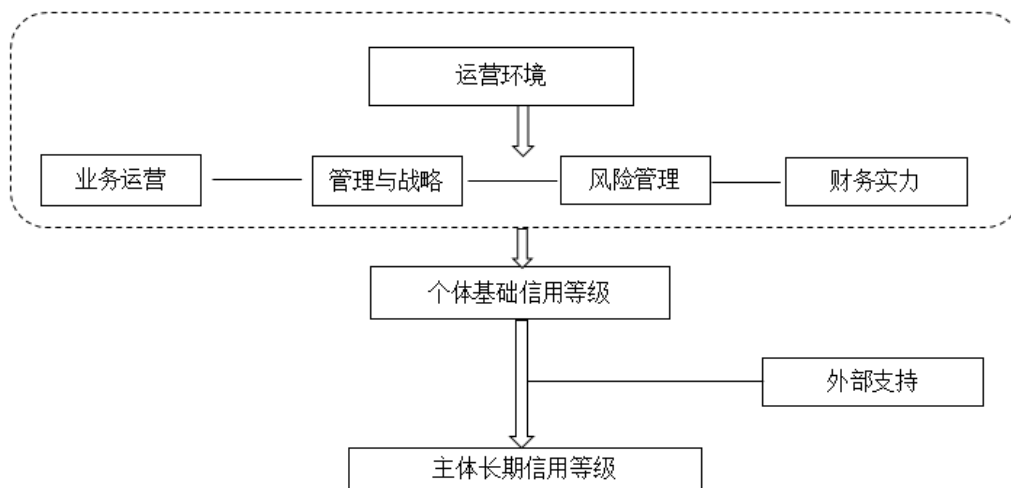 运营环境
业务运营
管理与战略
风险管理
财务实力
个体基础信用等级
外部支持
主体长期信用等级